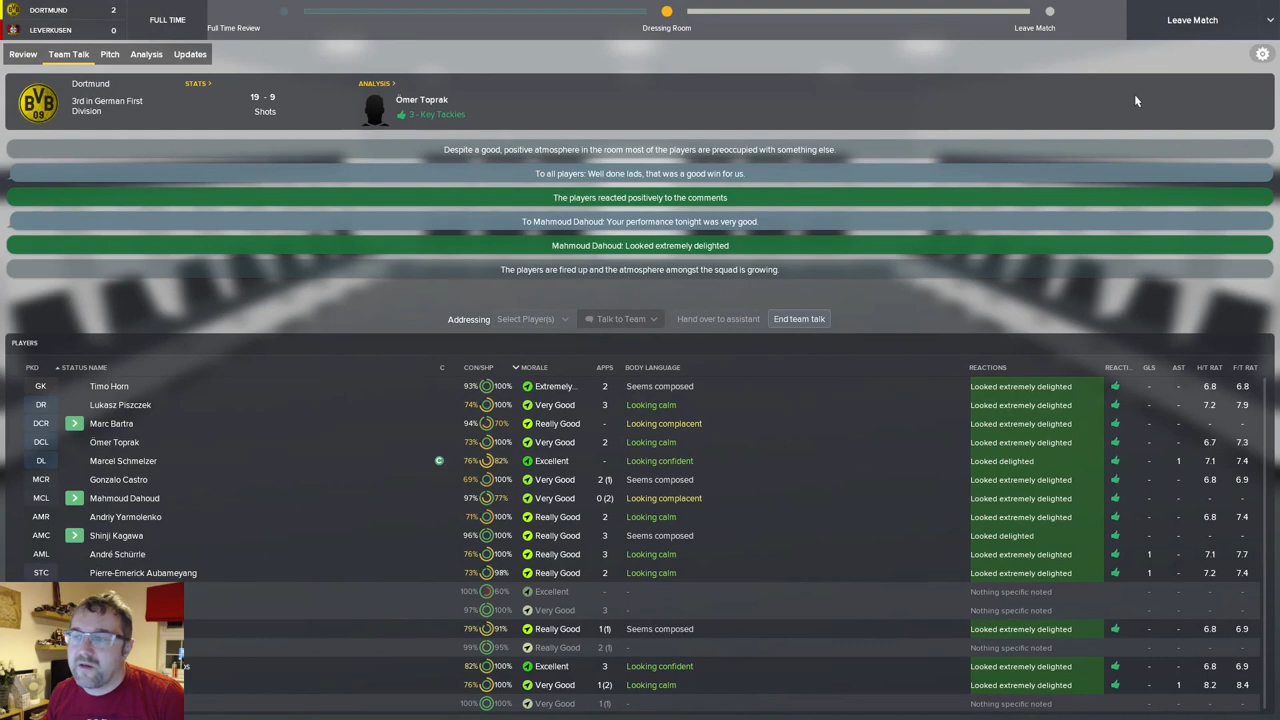 DORTMUND 2
LEVERKUSEN 0
FULL TIME
Full Time Review
Dressing Room
Leave Match
Leave Match
Review Team Talk Pitch Analysis Updates
BVB 09
Dortmund
3rd in German First
Division
STATS >
19 - 9
Shots
ANALYSIS >
Ömer Toprak
3 - Key Tackles
Despite a good, positive atmosphere in the room most of the players are preoccupied with something else.
To all players: Well done lads, that was a good win for us.
The players reacted positively to the comments
To Mahmoud Dahoud: Your performance tonight was very good.
Mahmoud Dahoud: Looked extremely delighted
The players are fired up and the atmosphere amongst the squad is growing.
Addressing Select Player(s) Talk to Team Hand over to assistant End team talk
PLAYERS
PKD STATUS NAME C CON/SHP MORALE APPS BODY LANGUAGE REACTIONS REACTI... GLS AST H/T RAT F/T RAT
GK Timo Horn 93% 100% Extremely... 2 Seems composed Looked extremely delighted - - 6.8 6.8
DR Lukasz Piszczek 74% 100% Very Good 3 Looking calm Looked extremely delighted - - 7.2 7.9
DCR Marc Bartra 94% 70% Really Good - Looking complacent Looked extremely delighted - - - -
DCL Ömer Toprak 73% 100% Very Good 2 Looking calm Looked extremely delighted - - 6.7 7.3
DL Marcel Schmelzer C 76% 82% Excellent - Looking confident Looked delighted - 1 7.1 7.4
MCR Gonzalo Castro 69% 100% Very Good 2 (1) Seems composed Looked extremely delighted - - 6.8 6.9
MCL Mahmoud Dahoud 97% 77% Very Good 0 (2) Looking complacent Looked extremely delighted - - - -
AMR Andriy Yarmolenko 71% 100% Really Good 2 Looking calm Looked extremely delighted - - 6.8 7.4
AMC Shinji Kagawa 96% 100% Really Good 3 Seems composed Looked delighted - - - -
AML André Schürrle 76% 100% Really Good 3 Looking calm Looked extremely delighted 1 - 7.1 7.7
STC Pierre-Emerick Aubameyang 73% 98% Really Good 2 Looking calm Looked extremely delighted 1 - 7.2 7.4
100% 60% Excellent - - Nothing specific noted - - - -
97% 100% Very Good 3 - Nothing specific noted - - - -
79% 91% Really Good 1 (1) Seems composed Looked extremely delighted - - 6.8 6.9
99% 95% Really Good 2 (1) - Nothing specific noted - - - -
82% 100% Excellent 3 Looking confident Looked extremely delighted - - 6.8 6.9
76% 100% Very Good 1 (2) Looking calm Looked extremely delighted - 1 8.2 8.4
100% 100% Very Good 1 (1) - Nothing specific noted - - - -